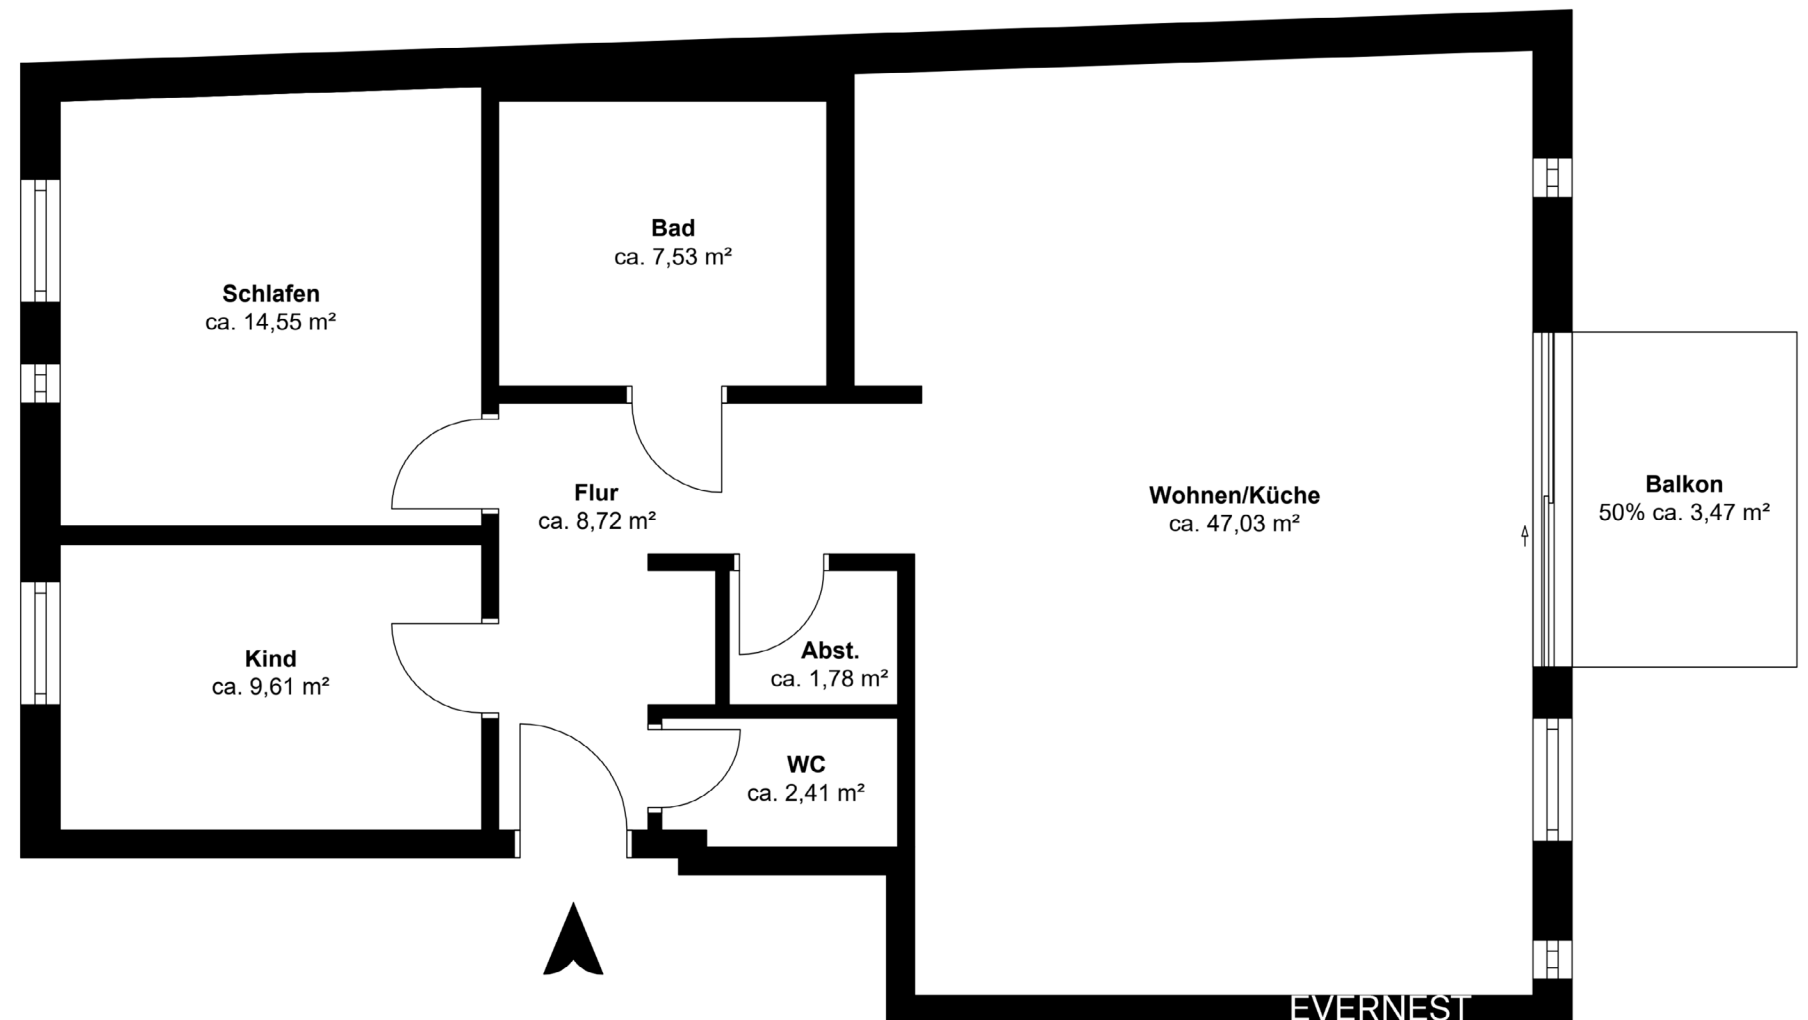 Bad
ca. 7,53 m²
Schlafen
ca. 14,55 m²
Flur
ca. 8,72 m²
Wohnen/Küche
ca. 47,03 m²
Balkon
50% ca. 3,47 m²
Kind
ca. 9,61 m²
Abst.
ca. 1,78 m²
WC
ca. 2,41 m²
EVERNEST